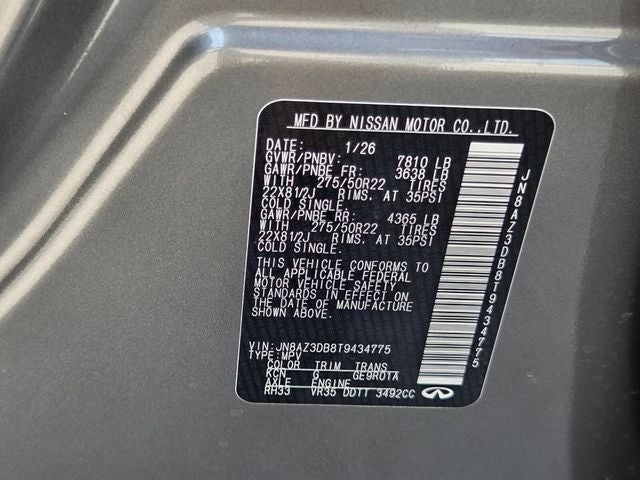 MFD BY NISSAN MOTOR CO.,LTD.
DATE: 1/26
GVWR/PNBV: 7810 LB
GAWR/PNBE FR: 3638 LB
WITH 275/50R22 TIRES
22X81/2J RIMS. AT 35PSI
COLD SINGLE.
GAWR/PNBE RR: 4365 LB
WITH 275/50R22 TIRES
22X81/2J RIMS. AT 35PSI
COLD SINGLE.
THIS VEHICLE CONFORMS TO
ALL APPLICABLE FEDERAL
MOTOR VEHICLE SAFETY
STANDARDS IN EFFECT ON
THE DATE OF MANUFACTURE
SHOWN ABOVE.
VIN:JN8AZ3DB8T9434775
TYPE:MPV
COLOR TRIM TRANS
KCN G GE9R01A
AXLE ENGINE
RH33 VR35 DDTT 3492CC
JN8AZ3DB8T9434775